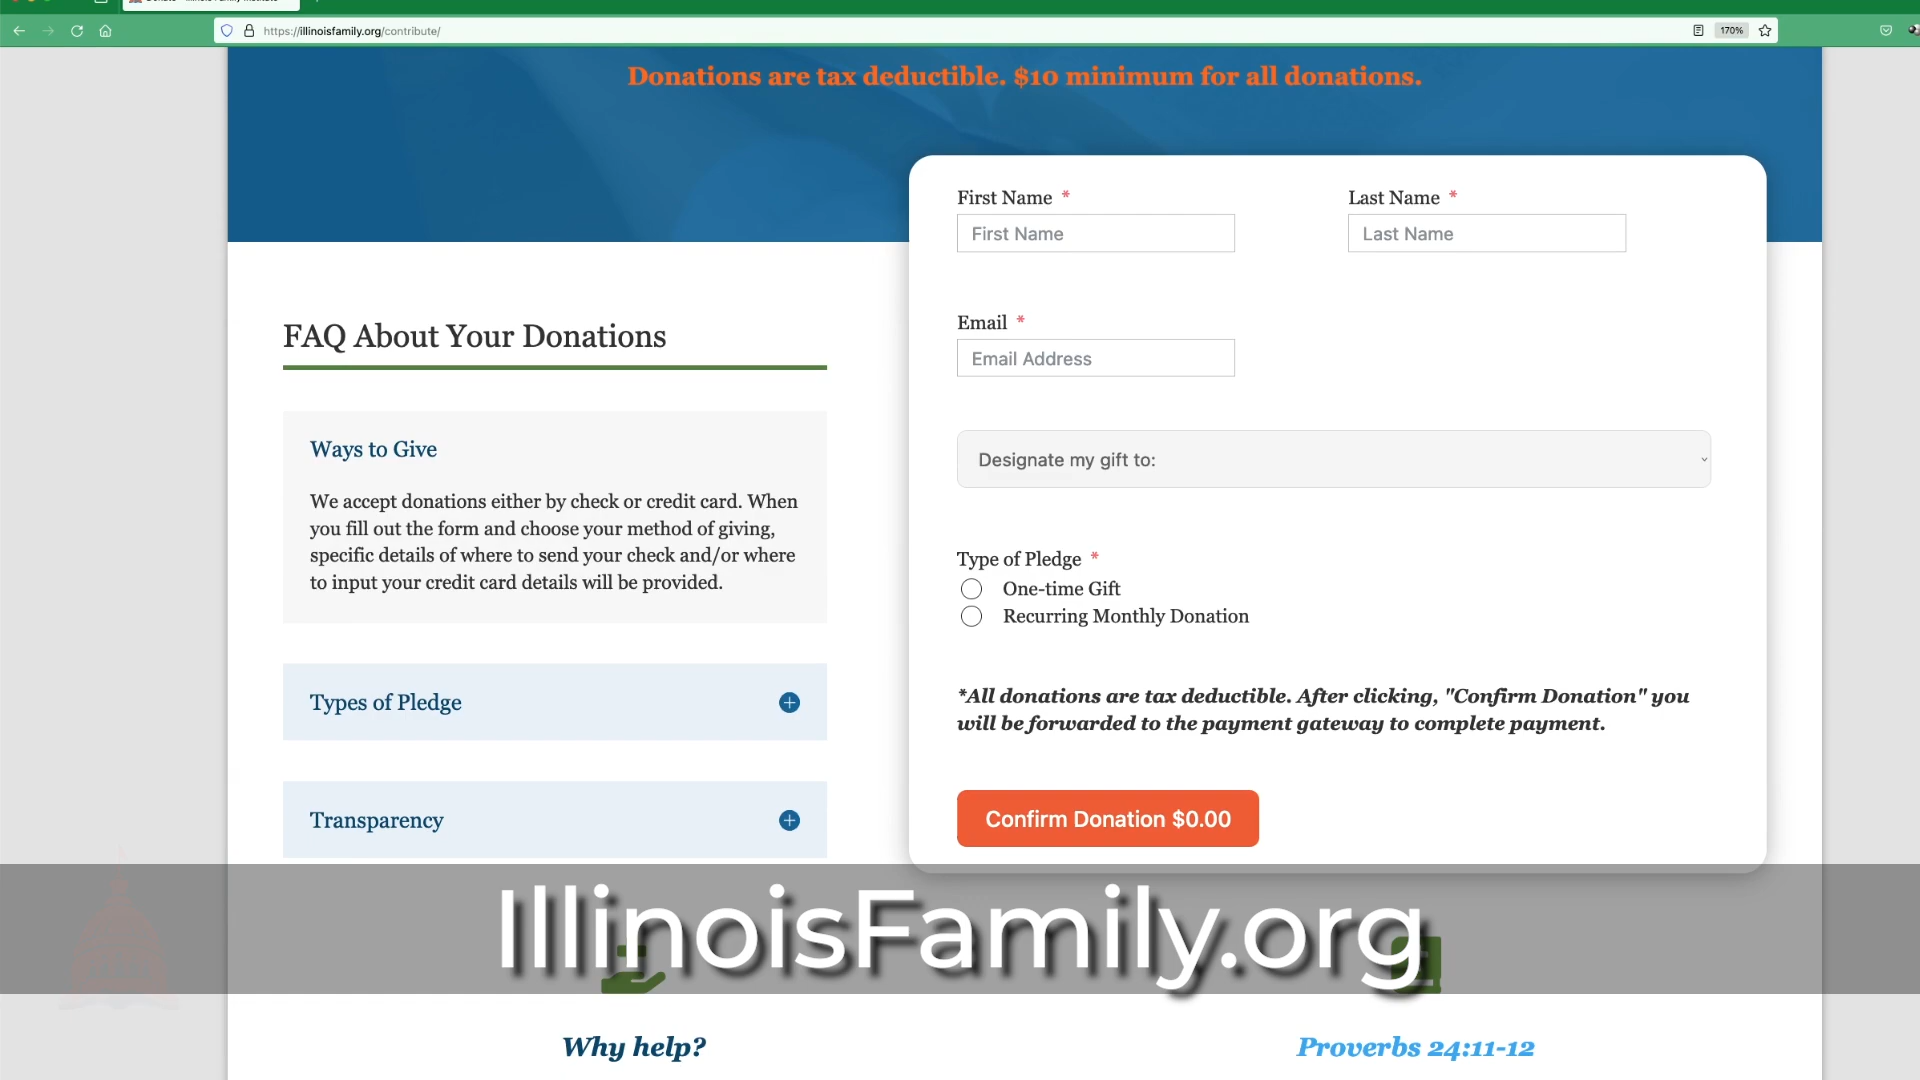 https://illinoisfamily.org/contribute/
170%
Donations are tax deductible. $10 minimum for all donations.
First Name *
Last Name *
First Name
Last Name
Email *
Email Address
FAQ About Your Donations
Ways to Give
We accept donations either by check or credit card. When
you fill out the form and choose your method of giving,
specific details of where to send your check and/or where
to input your credit card details will be provided.
Designate my gift to:
Type of Pledge *
One-time Gift
Recurring Monthly Donation
Types of Pledge
*All donations are tax deductible. After clicking, "Confirm Donation" you
will be forwarded to the payment gateway to complete payment.
Transparency
Confirm Donation $0.00
IllinoisFamily.org
Why help?
Proverbs 24:11-12